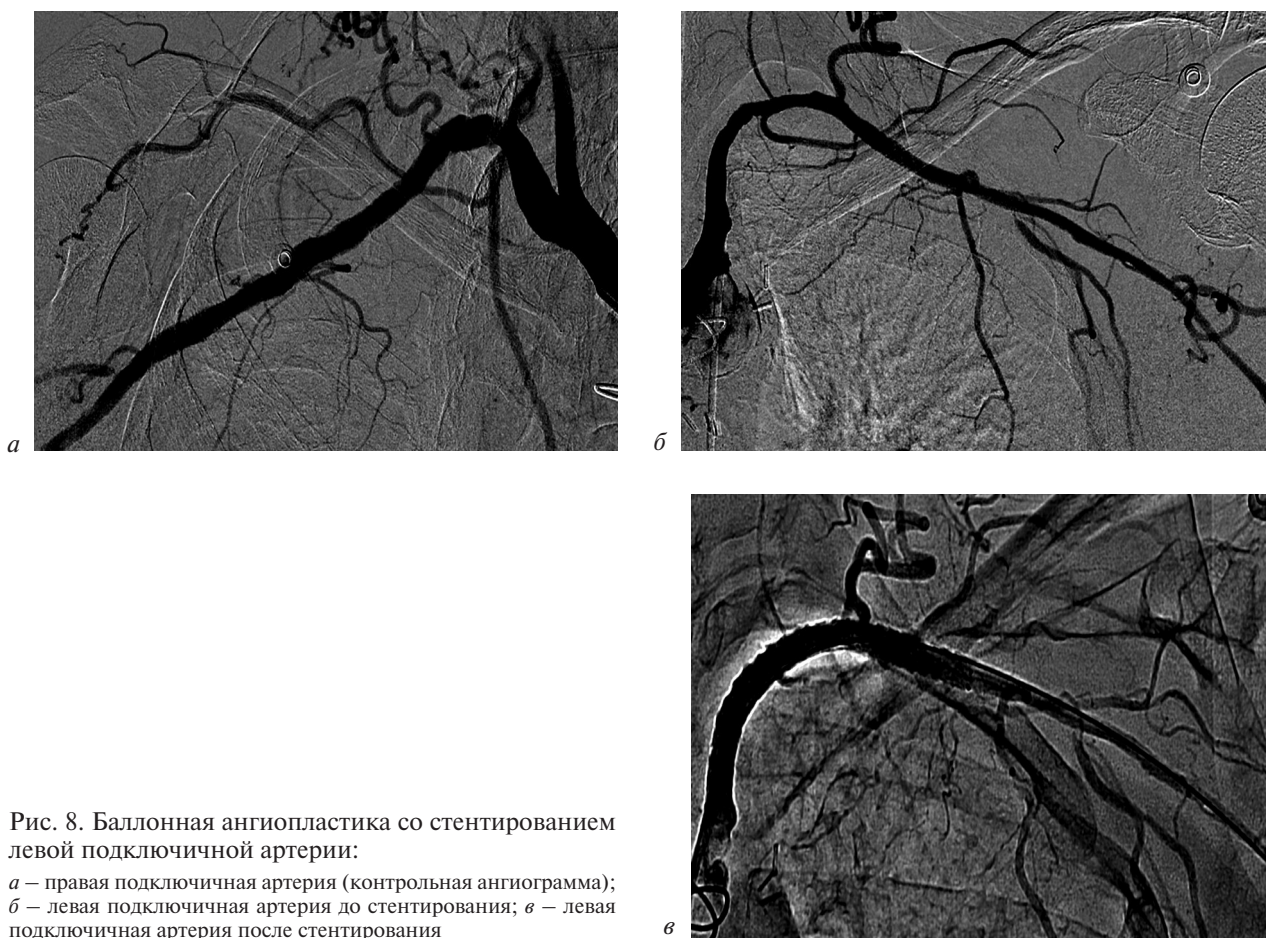 а
б
в
Рис. 8. Баллонная ангиопластика со стентированием
левой подключичной артерии:
а – правая подключичная артерия (контрольная ангиограмма);
б – левая подключичная артерия до стентирования; в – левая
подключичная артерия после стентирования